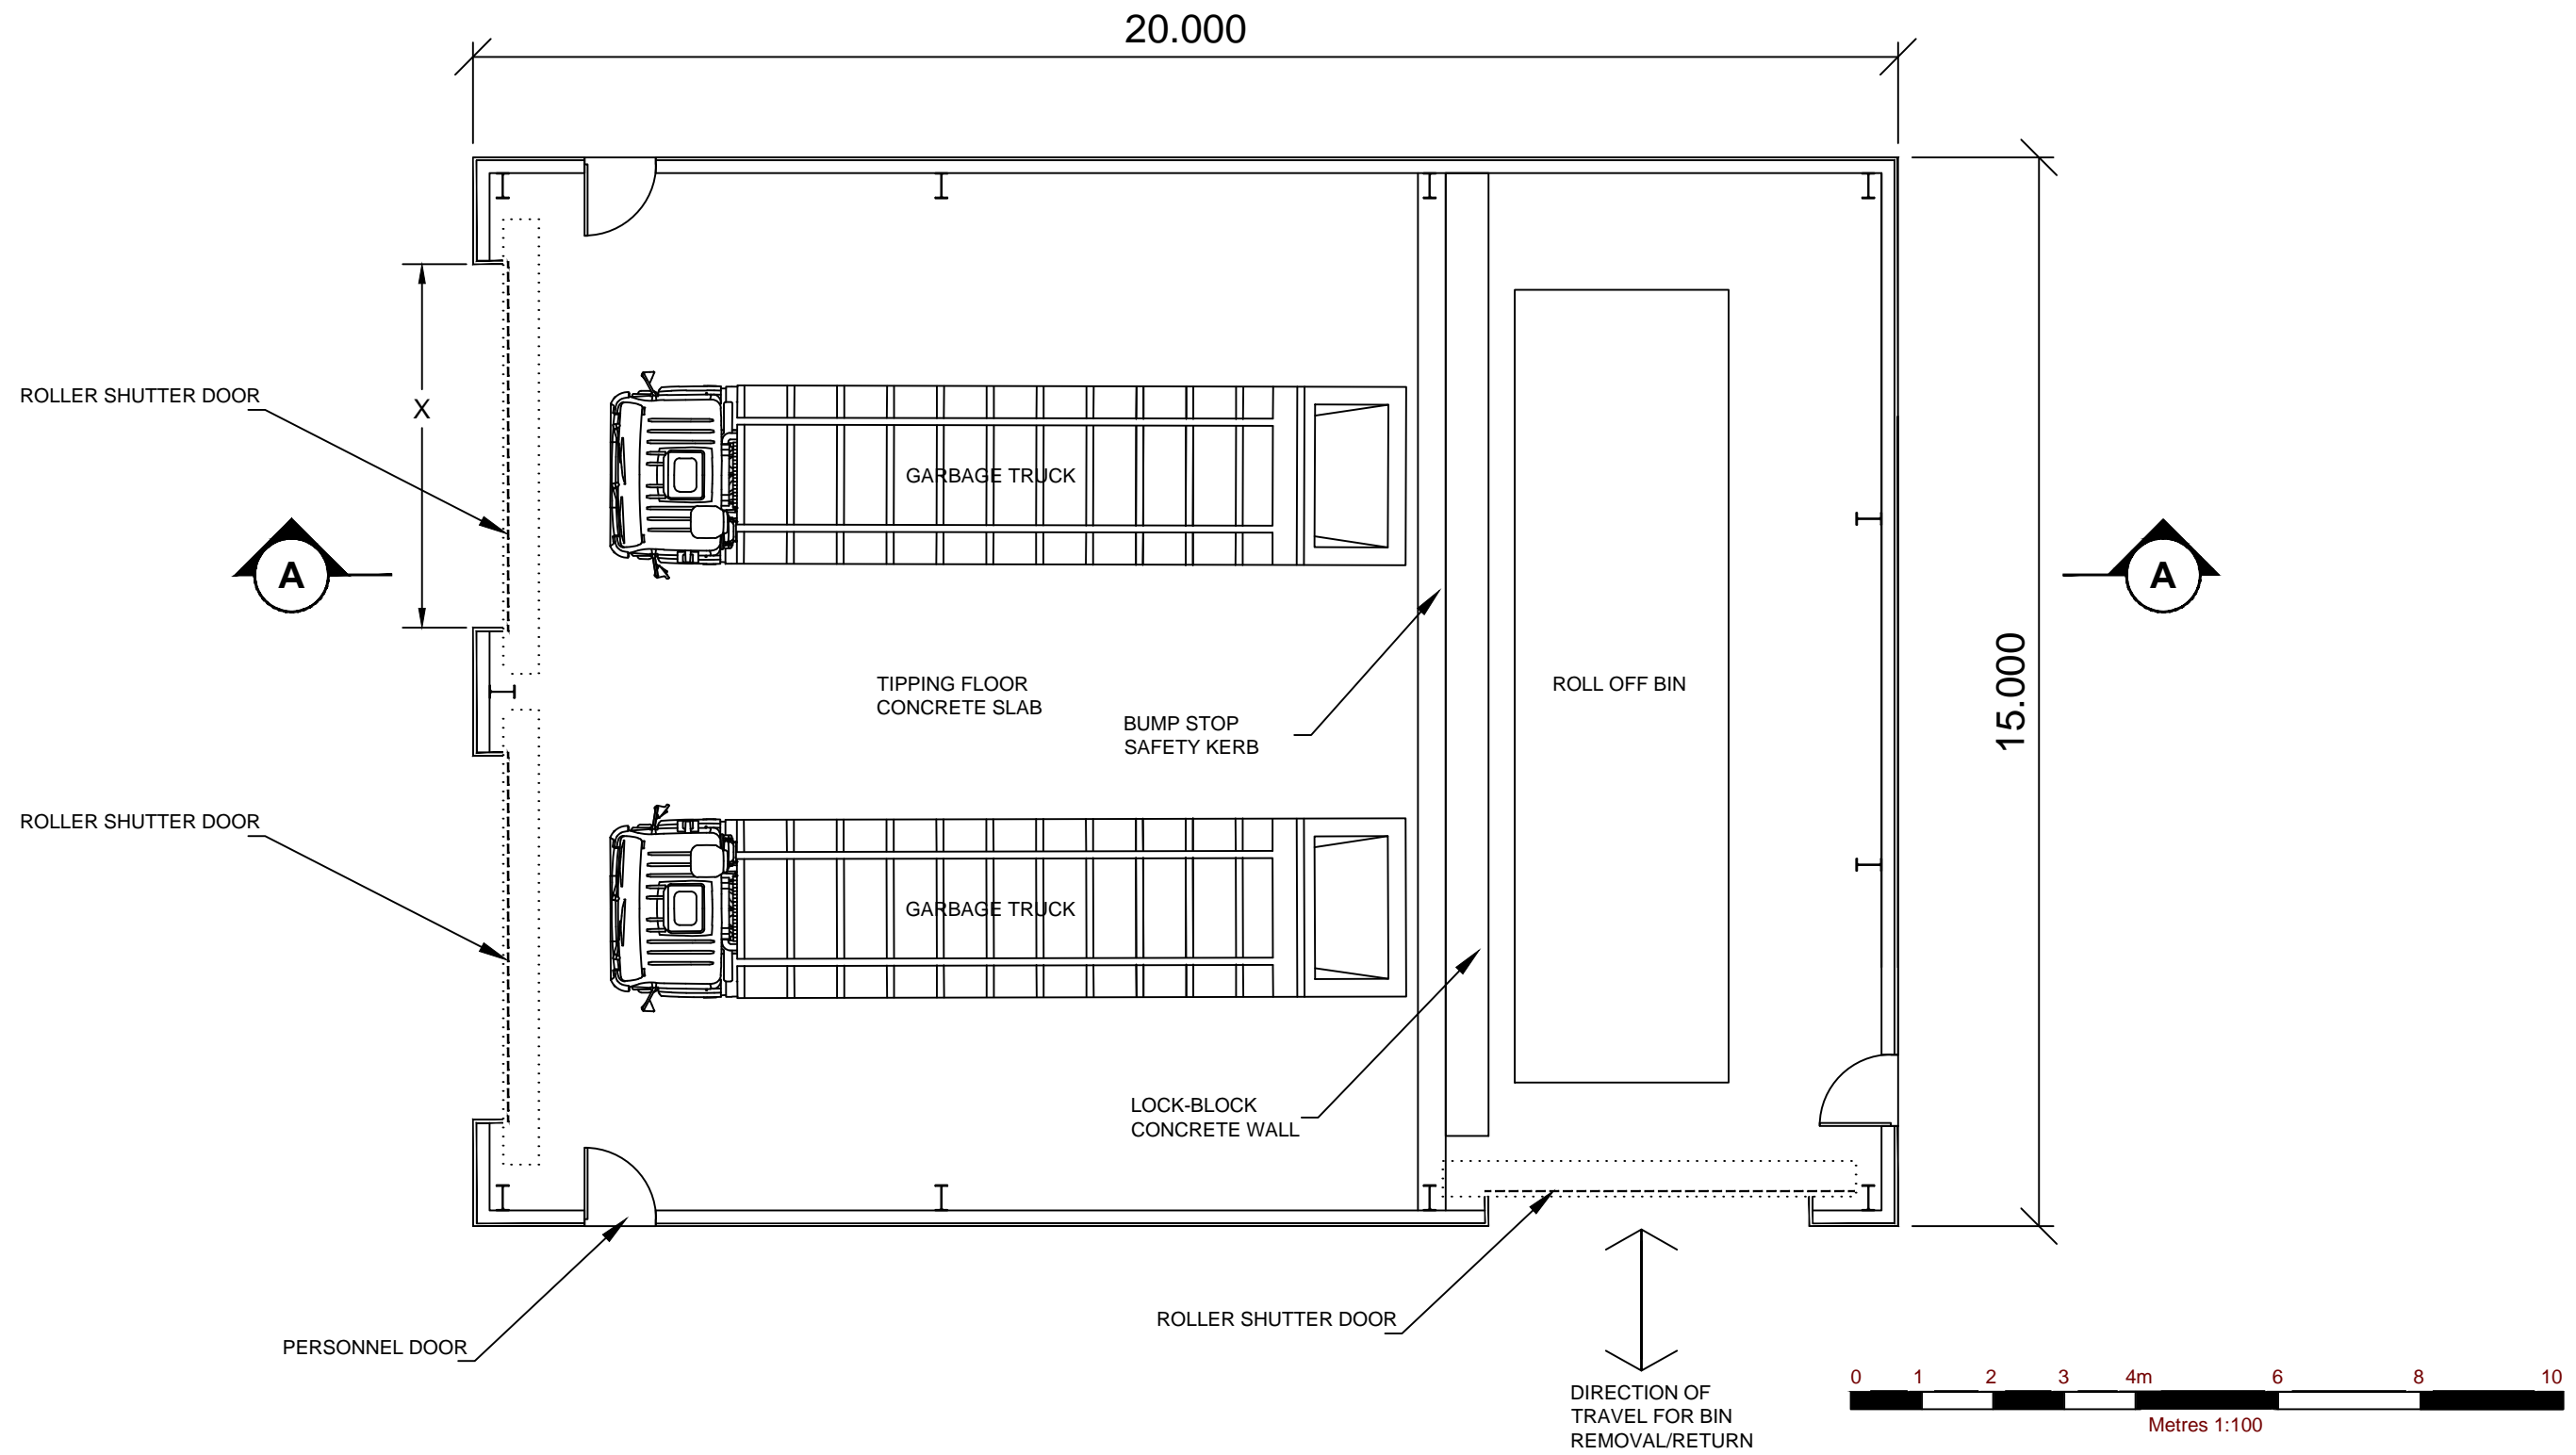 20.000
ROLLER SHUTTER DOOR
X
GARBAGE TRUCK
A
A
TIPPING FLOOR
CONCRETE SLAB
BUMP STOP
SAFETY KERB
ROLL OFF BIN
15.000
ROLLER SHUTTER DOOR
GARBAGE TRUCK
LOCK-BLOCK
CONCRETE WALL
ROLLER SHUTTER DOOR
PERSONNEL DOOR
DIRECTION OF
TRAVEL FOR BIN
REMOVAL/RETURN
0 1 2 3 4m 6 8 10
Metres 1:100